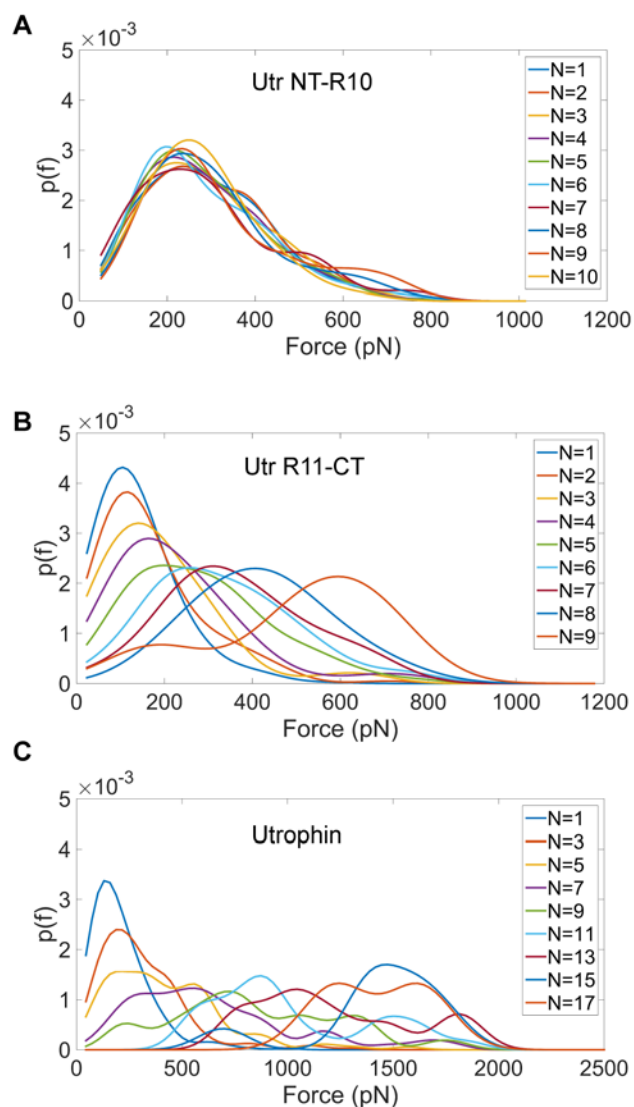 A
×10⁻³
5
4
3
2
1
0
p(f)
Utr NT-R10
N=1
N=2
N=3
N=4
N=5
N=6
N=7
N=8
N=9
N=10
0 200 400 600 800 1000 1200
Force (pN)
B
×10⁻³
5
4
3
2
1
0
p(f)
Utr R11-CT
N=1
N=2
N=3
N=4
N=5
N=6
N=7
N=8
N=9
0 200 400 600 800 1000 1200
Force (pN)
C
×10⁻³
5
4
3
2
1
0
p(f)
Utrophin
N=1
N=3
N=5
N=7
N=9
N=11
N=13
N=15
N=17
0 500 1000 1500 2000 2500
Force (pN)